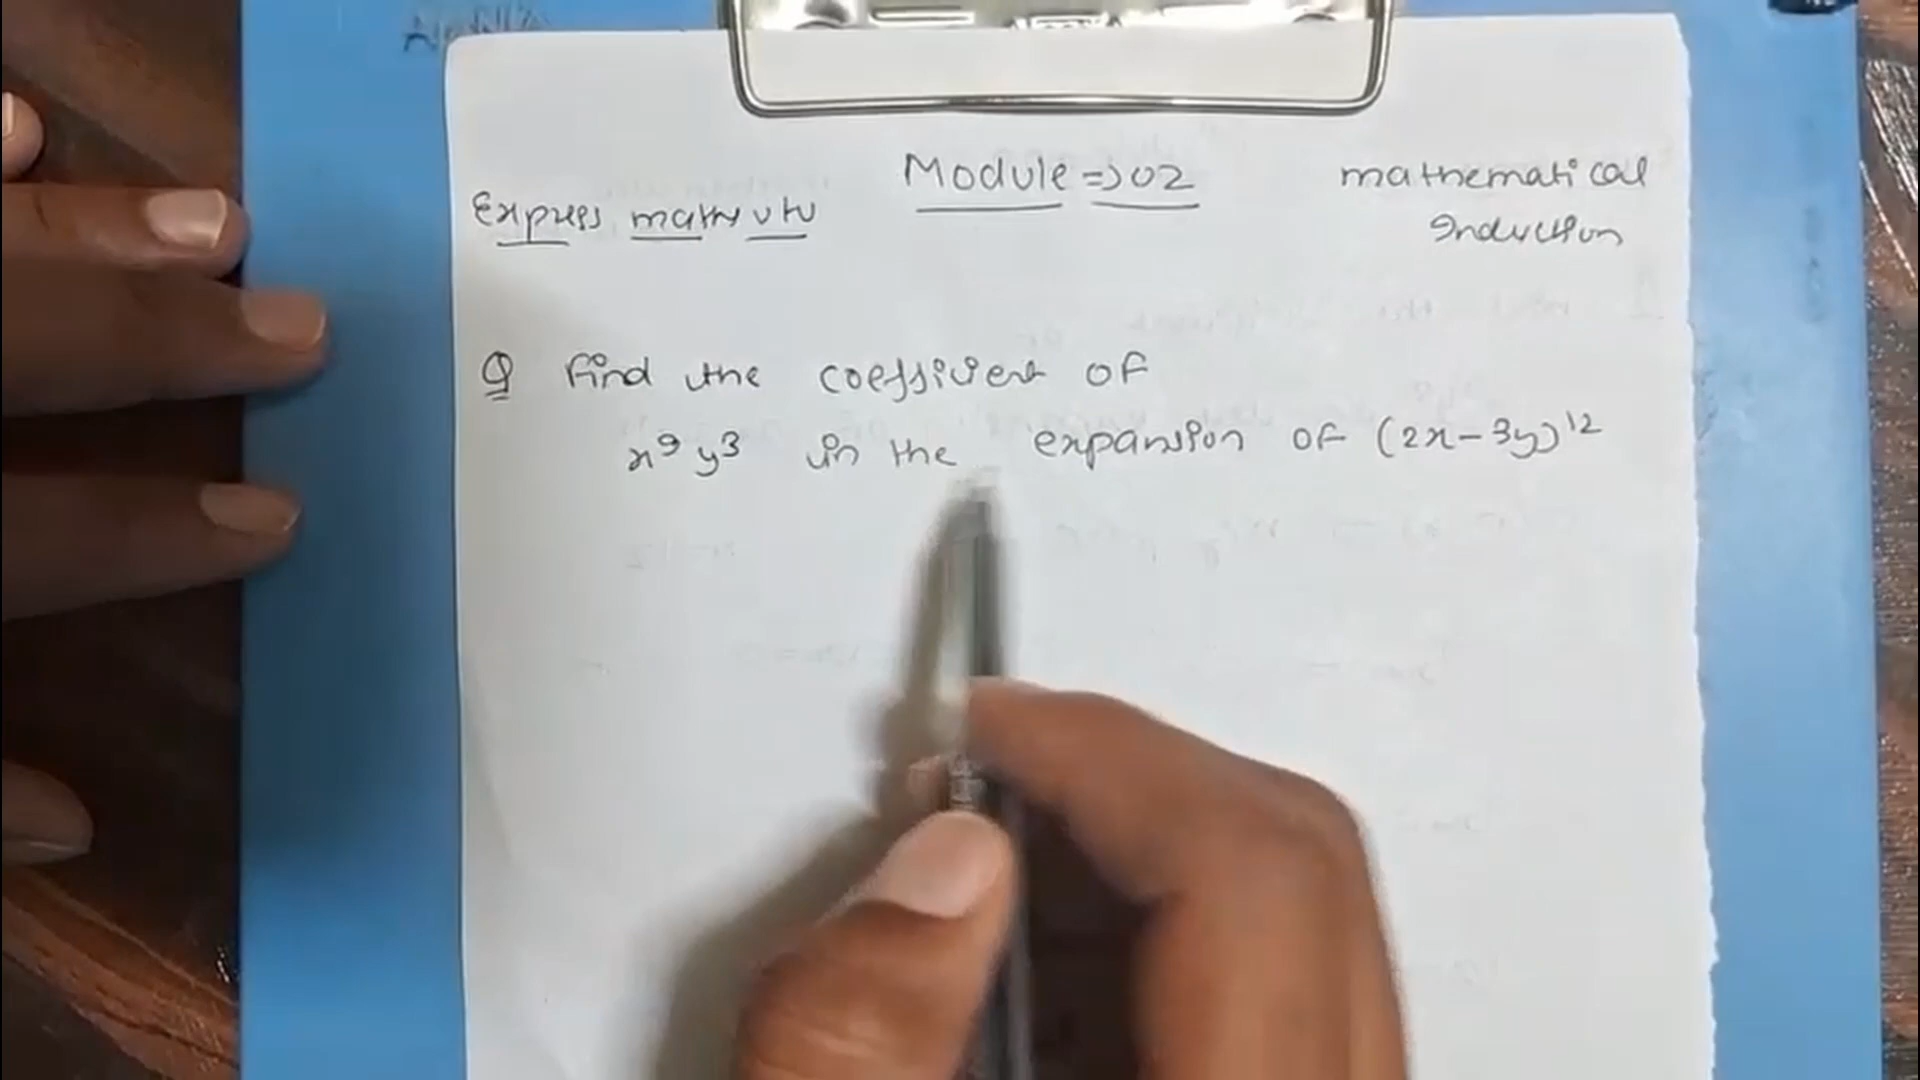 Module => 02
Express maths vtu
mathematical
Induction
Q Find the coefficient of
x⁹ y³ in the expansion of (2x-3y)¹²